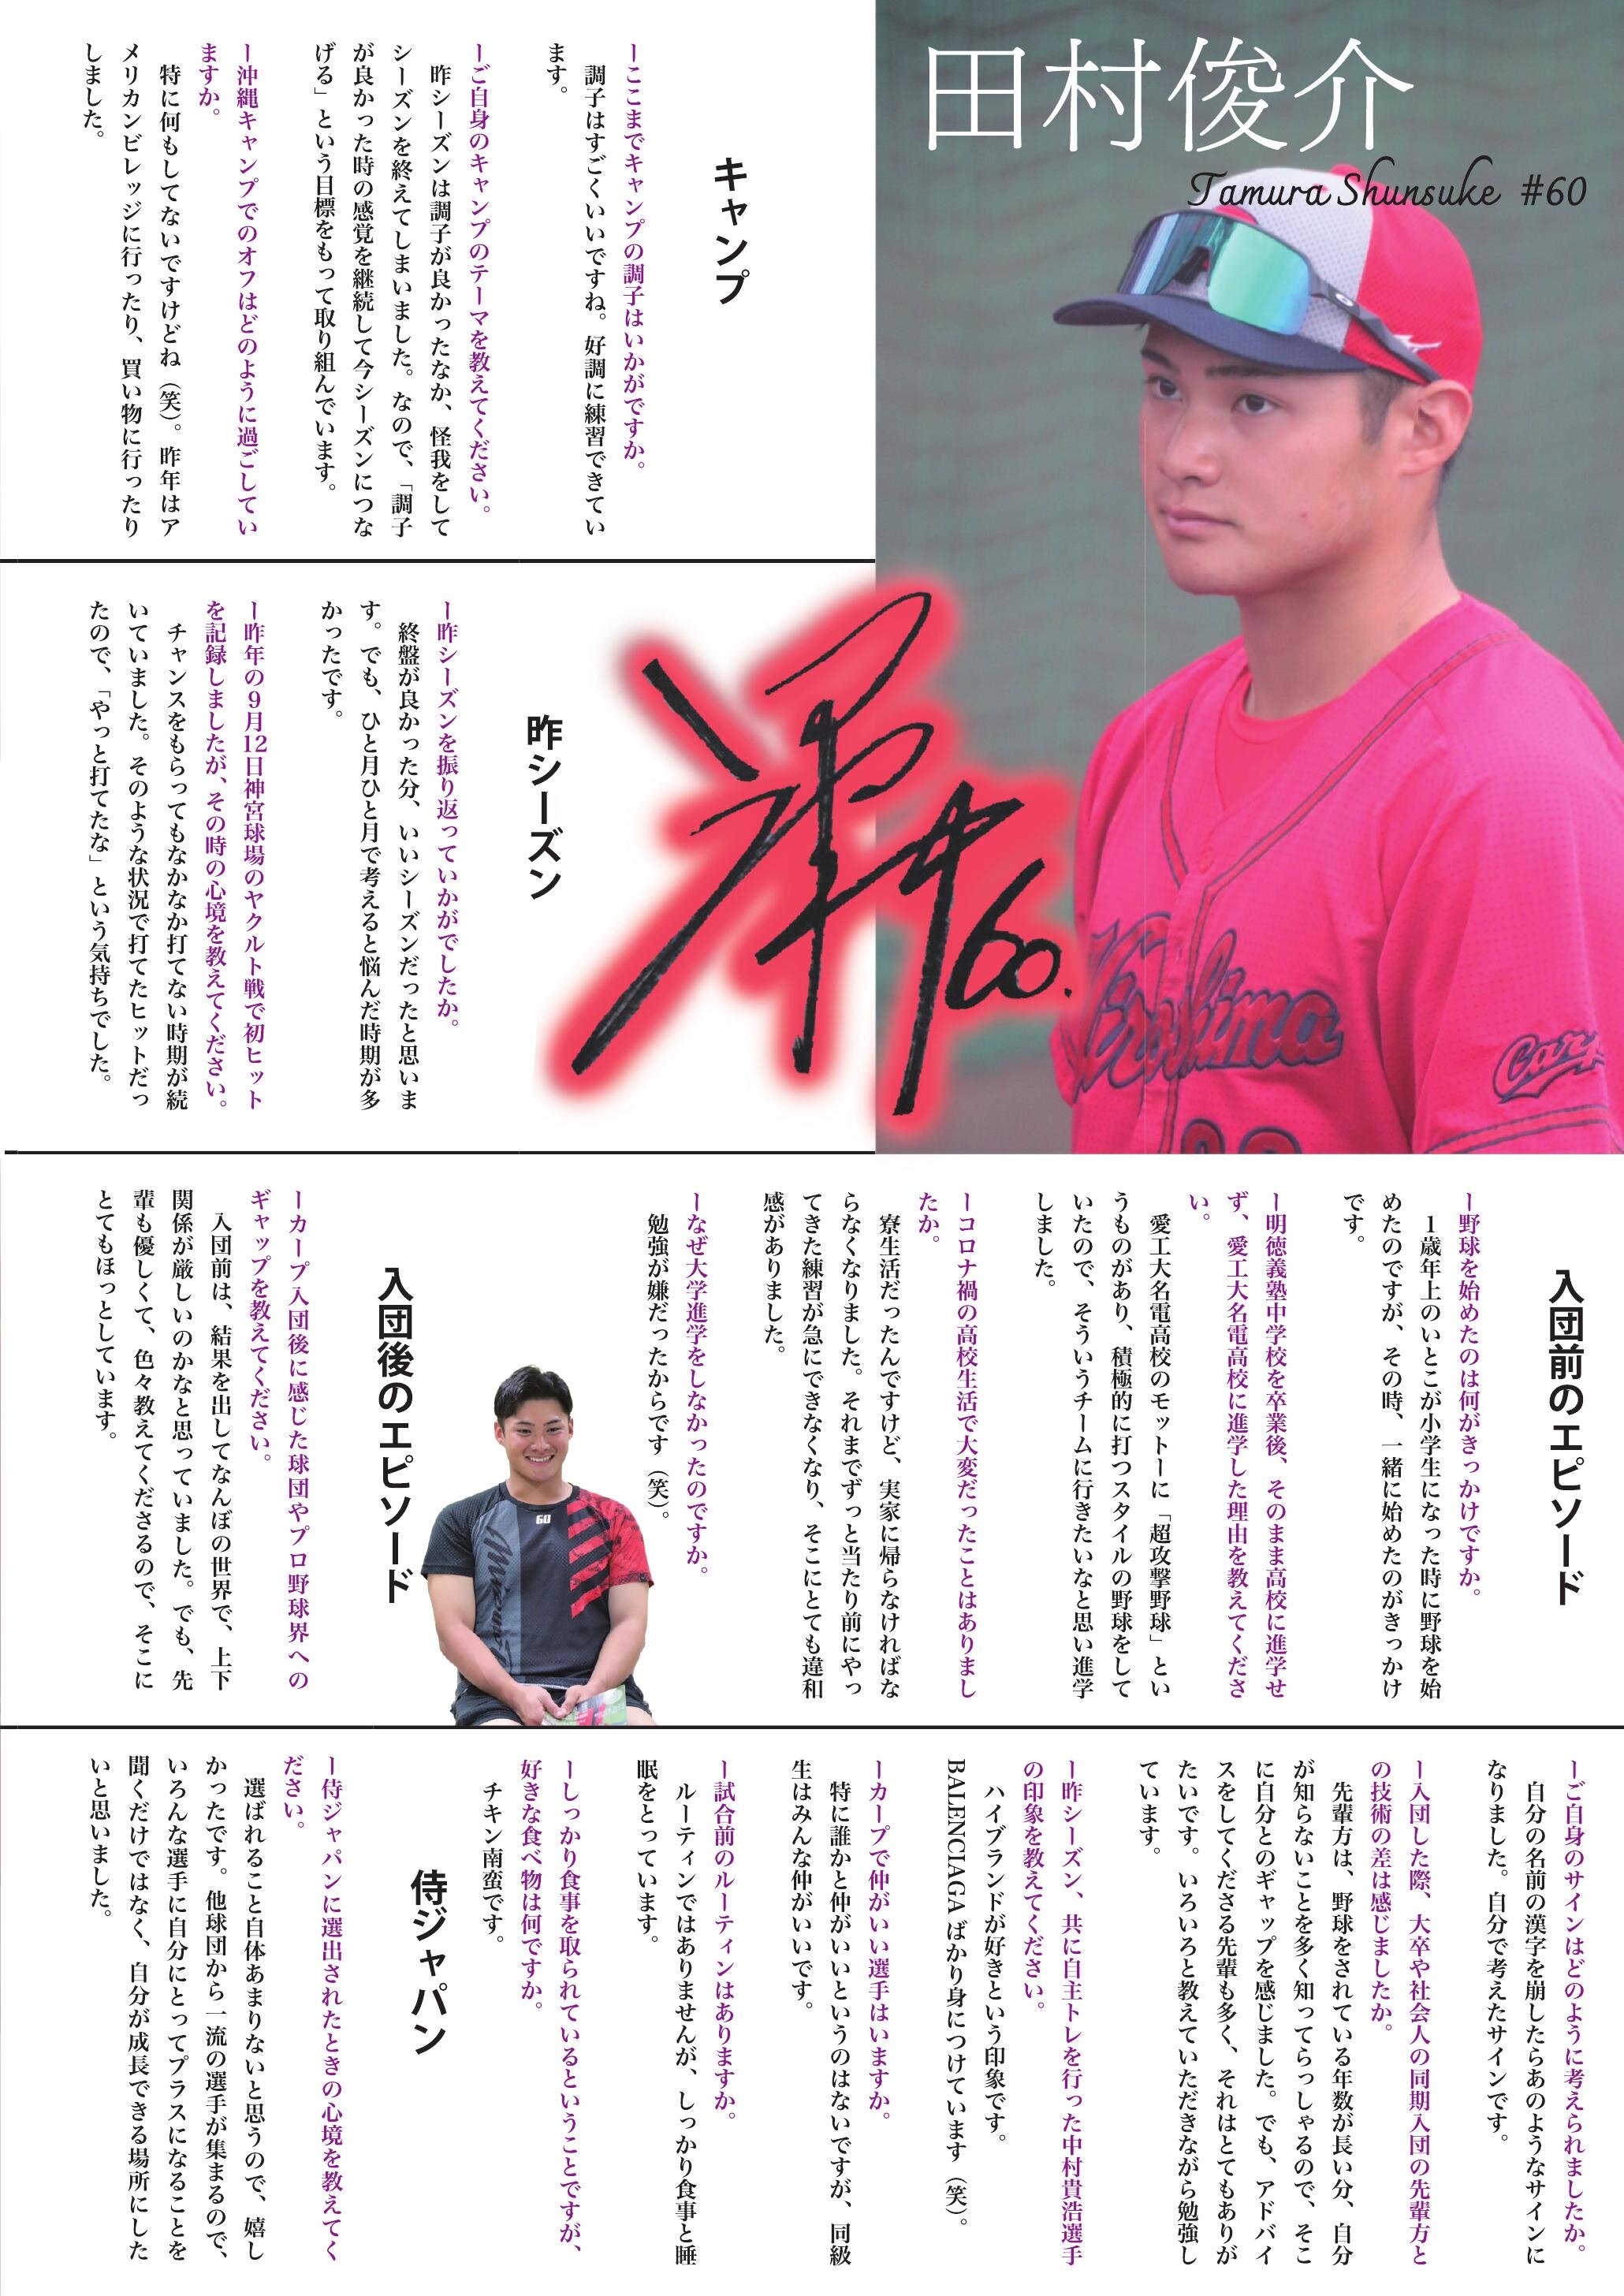 田村俊介
Tamura Shunsuke #60
キャンプ
ーここまでキャンプの調子はいかがですか。
調子はすごくいいですね。好調に練習できてい
ます。
ーご自身のキャンプのテーマを教えてください。
昨シーズンは調子が良かったなか、怪我をして
シーズンを終えてしまいました。なので、「調子
が良かった時の感覚を継続して今シーズンにつな
げる」という目標をもって取り組んでいます。
ー沖縄キャンプでのオフはどのように過ごしてい
ますか。
特に何もしてないですけどね（笑）。昨年はア
メリカンビレッジに行ったり、買い物に行ったり
しました。
60.
昨シーズン
ー昨シーズンを振り返っていかがでしたか。
終盤が良かった分、いいシーズンだったと思いま
す。でも、ひと月ひと月で考えると悩んだ時期が多
かったです。
ー昨年の9月12日神宮球場のヤクルト戦で初ヒット
を記録しましたが、その時の心境を教えてください。
チャンスをもらってもなかなか打てない時期が続
いていました。そのような状況で打てたヒットだっ
たので、「やっと打てたな」という気持ちでした。
Hiroshima
Carp
入団前のエピソード
ー野球を始めたのは何がきっかけですか。
1歳年上のいとこが小学生になった時に野球を始
めたのですが、その時、一緒に始めたのがきっかけ
です。
ー明徳義塾中学校を卒業後、そのまま高校に進学せ
ず、愛工大名電高校に進学した理由を教えてくださ
い。
愛工大名電高校のモットーに「超攻撃野球」とい
うものがあり、積極的に打つスタイルの野球をして
いたので、そういうチームに行きたいなと思い進学
しました。
ーコロナ禍の高校生活で大変だったことはありまし
たか。
寮生活だったんですけど、実家に帰らなければな
らなくなりました。それまでずっと当たり前にやっ
てきた練習が急にできなくなり、そこにとても違和
感がありました。
ーなぜ大学進学をしなかったのですか。
勉強が嫌だったからです（笑）。
60
Mizuno
入団後のエピソード
ーカープ入団後に感じた球団やプロ野球界への
ギャップを教えてください。
入団前は、結果を出してなんぼの世界で、上下
関係が厳しいのかなと思っていました。でも、先
輩も優しくて、色々教えてくださるので、そこに
とてもほっとしています。
ーご自身のサインはどのように考えられましたか。
自分の名前の漢字を崩したらあのようなサインに
なりました。自分で考えたサインです。
ー入団した際、大卒や社会人の同期入団の先輩方と
の技術の差は感じましたか。
先輩方は、野球をされている年数が長い分、自分
が知らないことを多く知ってらっしゃるので、そこ
に自分とのギャップを感じました。でも、アドバイ
スをしてくださる先輩も多く、それはとてもありが
たいです。いろいろと教えていただきながら勉強し
ています。
ー昨シーズン、共に自主トレを行った中村貴浩選手
の印象を教えてください。
ハイブランドが好きという印象です。
BALENCIAGA ばかり身につけています（笑）。
ーカープで仲がいい選手はいますか。
特に誰かと仲がいいというのはないですが、同級
生はみんな仲がいいです。
ー試合前のルーティンはありますか。
ルーティンではありませんが、しっかり食事と睡
眠をとっています。
ーしっかり食事を取られているということですが、
好きな食べ物は何ですか。
チキン南蛮です。
侍ジャパン
ー侍ジャパンに選出されたときの心境を教えてく
ださい。
選ばれること自体あまりないと思うので、嬉し
かったです。他球団から一流の選手が集まるので、
いろんな選手に自分にとってプラスになることを
聞くだけではなく、自分が成長できる場所にした
いと思いました。